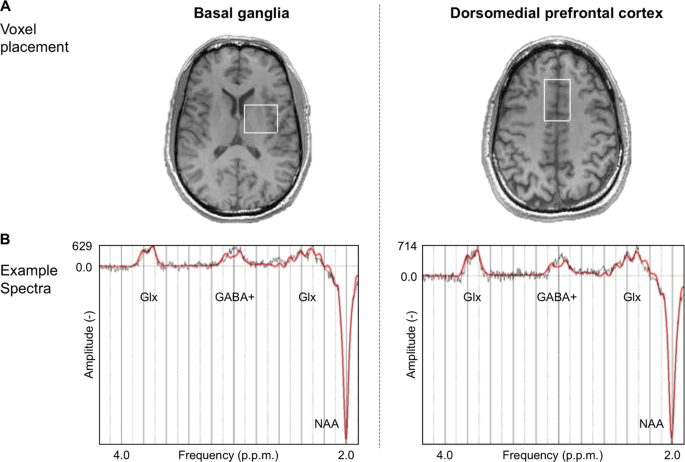 A
Voxel
placement
Basal ganglia
Dorsomedial prefrontal cortex
B
Example
Spectra
629
0.0
Amplitude (-)
Glx
GABA+
Glx
NAA
4.0
Frequency (p.p.m.)
2.0
714
0.0
Amplitude (-)
Glx
GABA+
Glx
NAA
4.0
Frequency (p.p.m.)
2.0